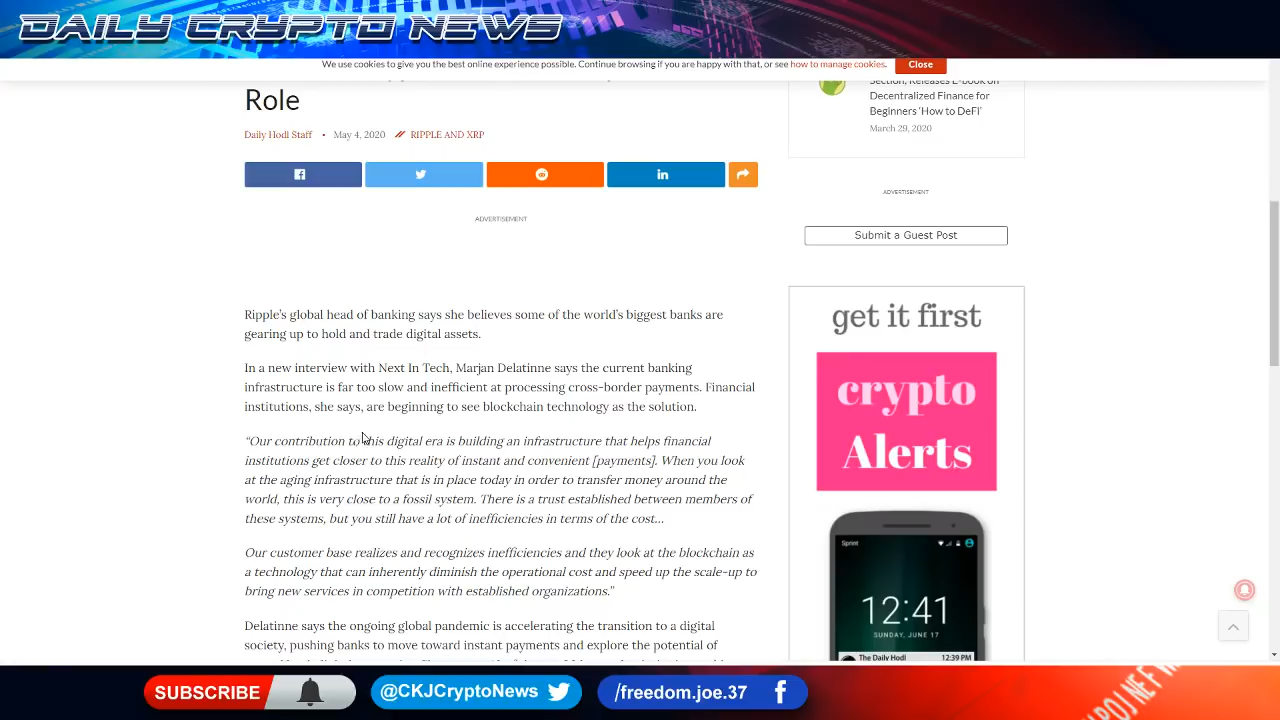 DAILY CRYPTO NEWS
We use cookies to give you the best online experience possible. Continue browsing if you are happy with that, or see how to manage cookies.
Close
Role
Daily Hodl Staff • May 4, 2020 // RIPPLE AND XRP
ADVERTISEMENT
Ripple's global head of banking says she believes some of the world's biggest banks are
gearing up to hold and trade digital assets.
In a new interview with Next In Tech, Marjan Delatinne says the current banking
infrastructure is far too slow and inefficient at processing cross-border payments. Financial
institutions, she says, are beginning to see blockchain technology as the solution.
“Our contribution to this digital era is building an infrastructure that helps financial
institutions get closer to this reality of instant and convenient [payments]. When you look
at the aging infrastructure that is in place today in order to transfer money around the
world, this is very close to a fossil system. There is a trust established between members of
these systems, but you still have a lot of inefficiencies in terms of the cost…
Our customer base realizes and recognizes inefficiencies and they look at the blockchain as
a technology that can inherently diminish the operational cost and speed up the scale-up to
bring new services in competition with established organizations.”
Delatinne says the ongoing global pandemic is accelerating the transition to a digital
society, pushing banks to move toward instant payments and explore the potential of
Section, Releases E-book on
Decentralized Finance for
Beginners ‘How to DeFi’
March 29, 2020
ADVERTISEMENT
Submit a Guest Post
get it first
crypto
Alerts
Sprint
12:41
SUNDAY, JUNE 17
The Daily Hodl 12:39 PM
SUBSCRIBE
@CKJCryptoNews
/freedom.joe.37